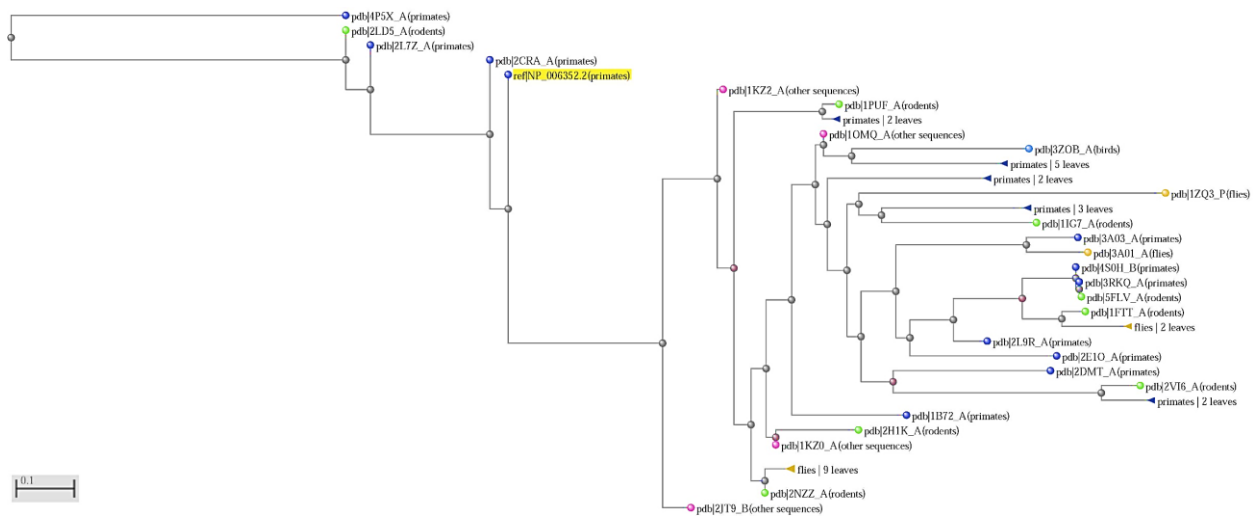 pdb|4P5X_A(primates)
pdb|2LD5_A(rodents)
pdb|2L7Z_A(primates)
pdb|2CRA_A(primates)
ref|NP_006352.2(primates)
pdb|1KZ2_A(other sequences)
pdb|1PUF_A(rodents)
primates | 2 leaves
pdb|1OMQ_A(other sequences)
pdb|3ZOB_A(birds)
primates | 5 leaves
primates | 2 leaves
pdb|1ZQ3_P(flies)
primates | 3 leaves
pdb|1IG7_A(rodents)
pdb|3A03_A(primates)
pdb|3A01_A(flies)
pdb|4S0H_B(primates)
pdb|3RKQ_A(primates)
pdb|5FLV_A(rodents)
pdb|1FTT_A(rodents)
flies | 2 leaves
pdb|2L9R_A(primates)
pdb|2E1O_A(primates)
pdb|2DMT_A(primates)
pdb|2VI6_A(rodents)
primates | 2 leaves
pdb|1B72_A(primates)
pdb|2H1K_A(rodents)
pdb|1KZ0_A(other sequences)
flies | 9 leaves
0.1
pdb|2NZZ_A(rodents)
pdb|2JT9_B(other sequences)